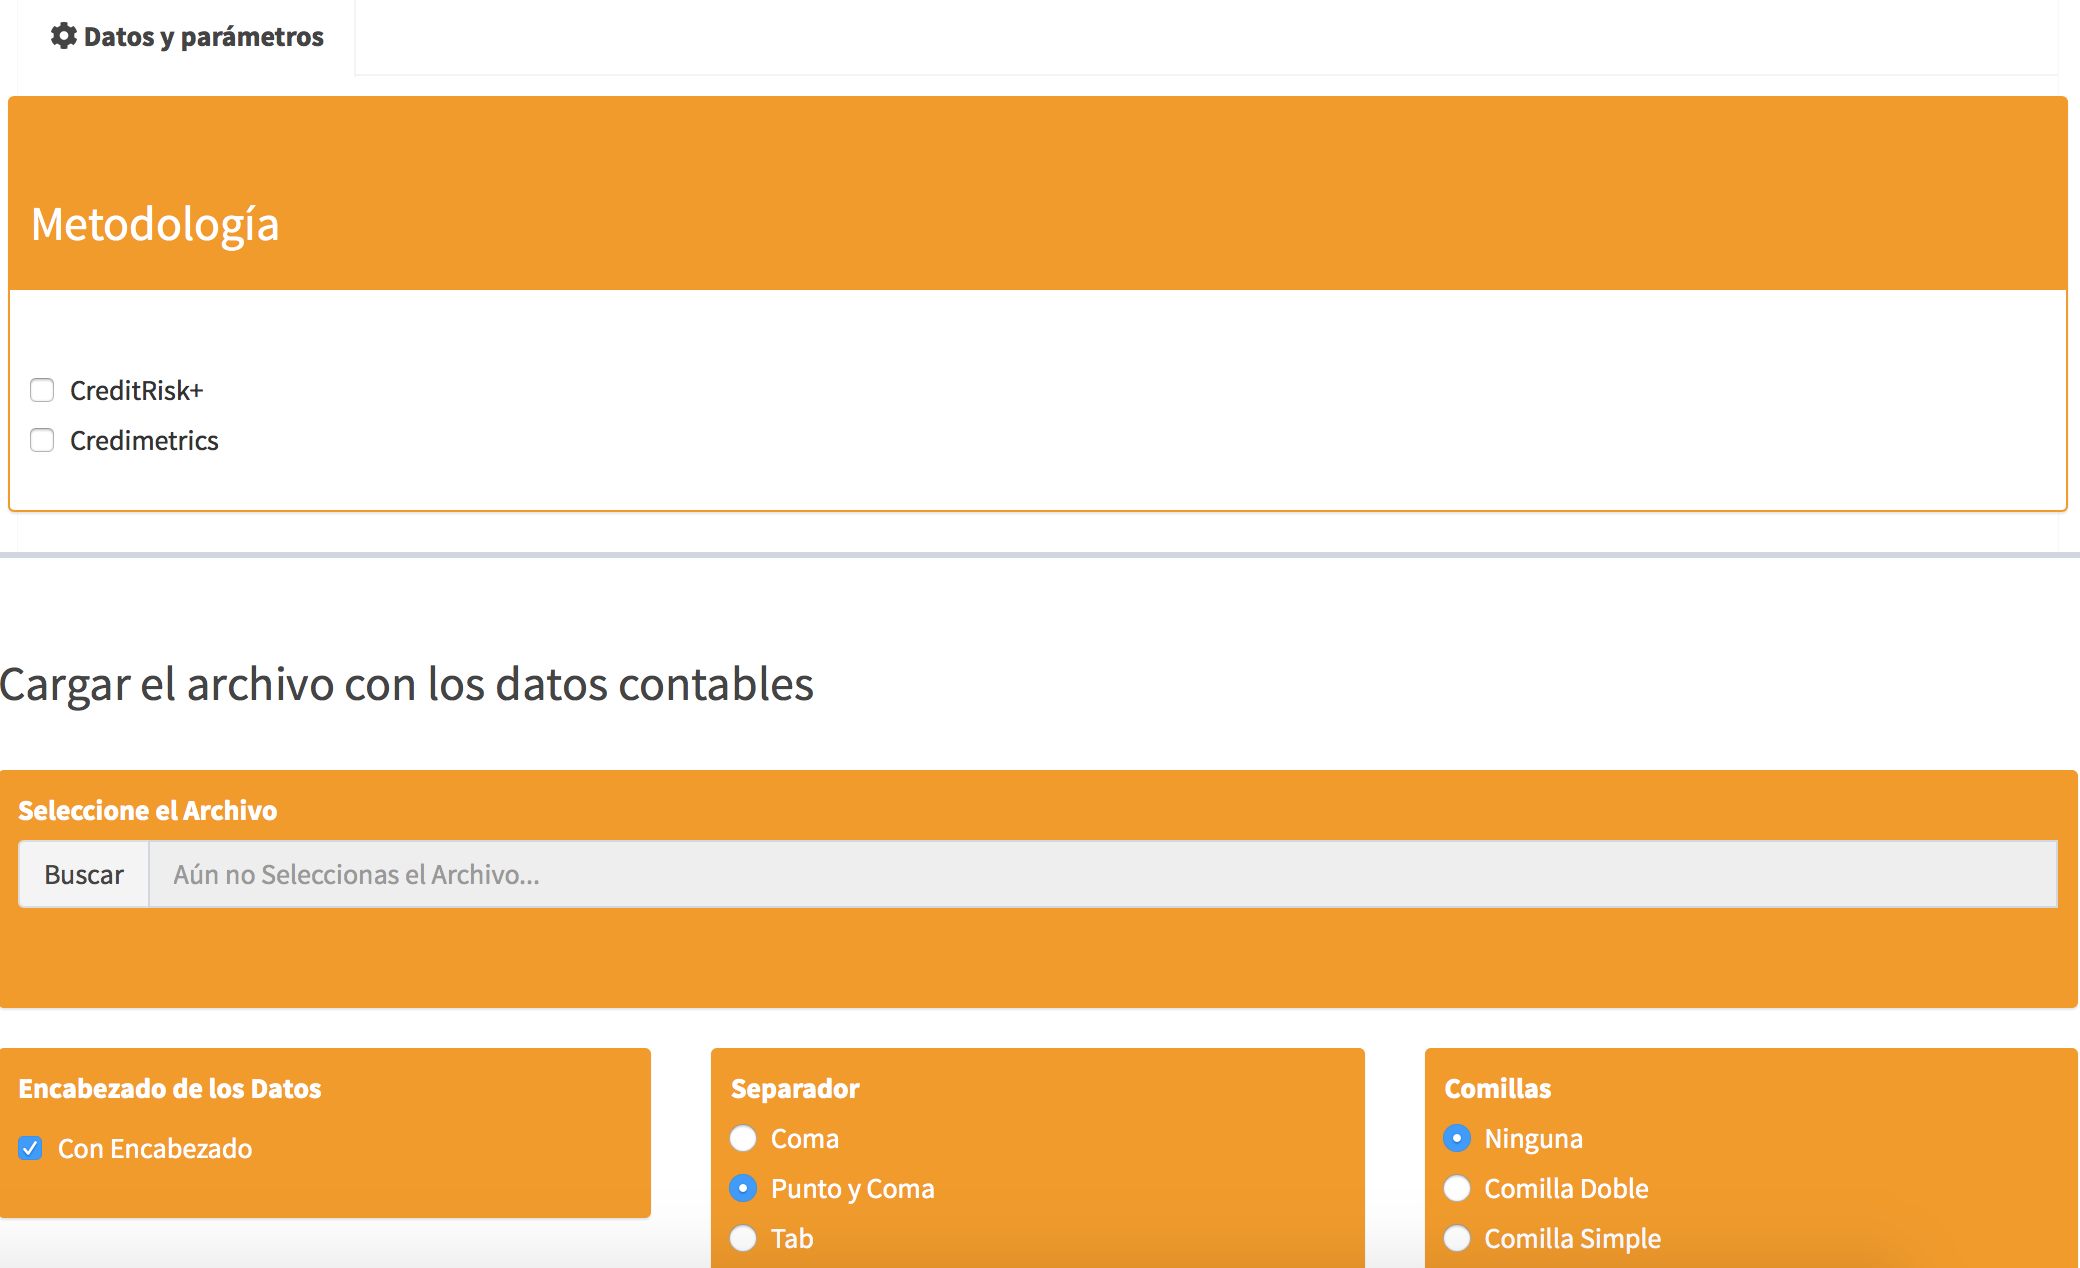 Datos y parámetros
Metodología
CreditRisk+
Credimetrics
Cargar el archivo con los datos contables
Seleccione el Archivo
Buscar
Aún no Seleccionas el Archivo...
Encabezado de los Datos
Con Encabezado
Separador
Coma
Punto y Coma
Tab
Comillas
Ninguna
Comilla Doble
Comilla Simple